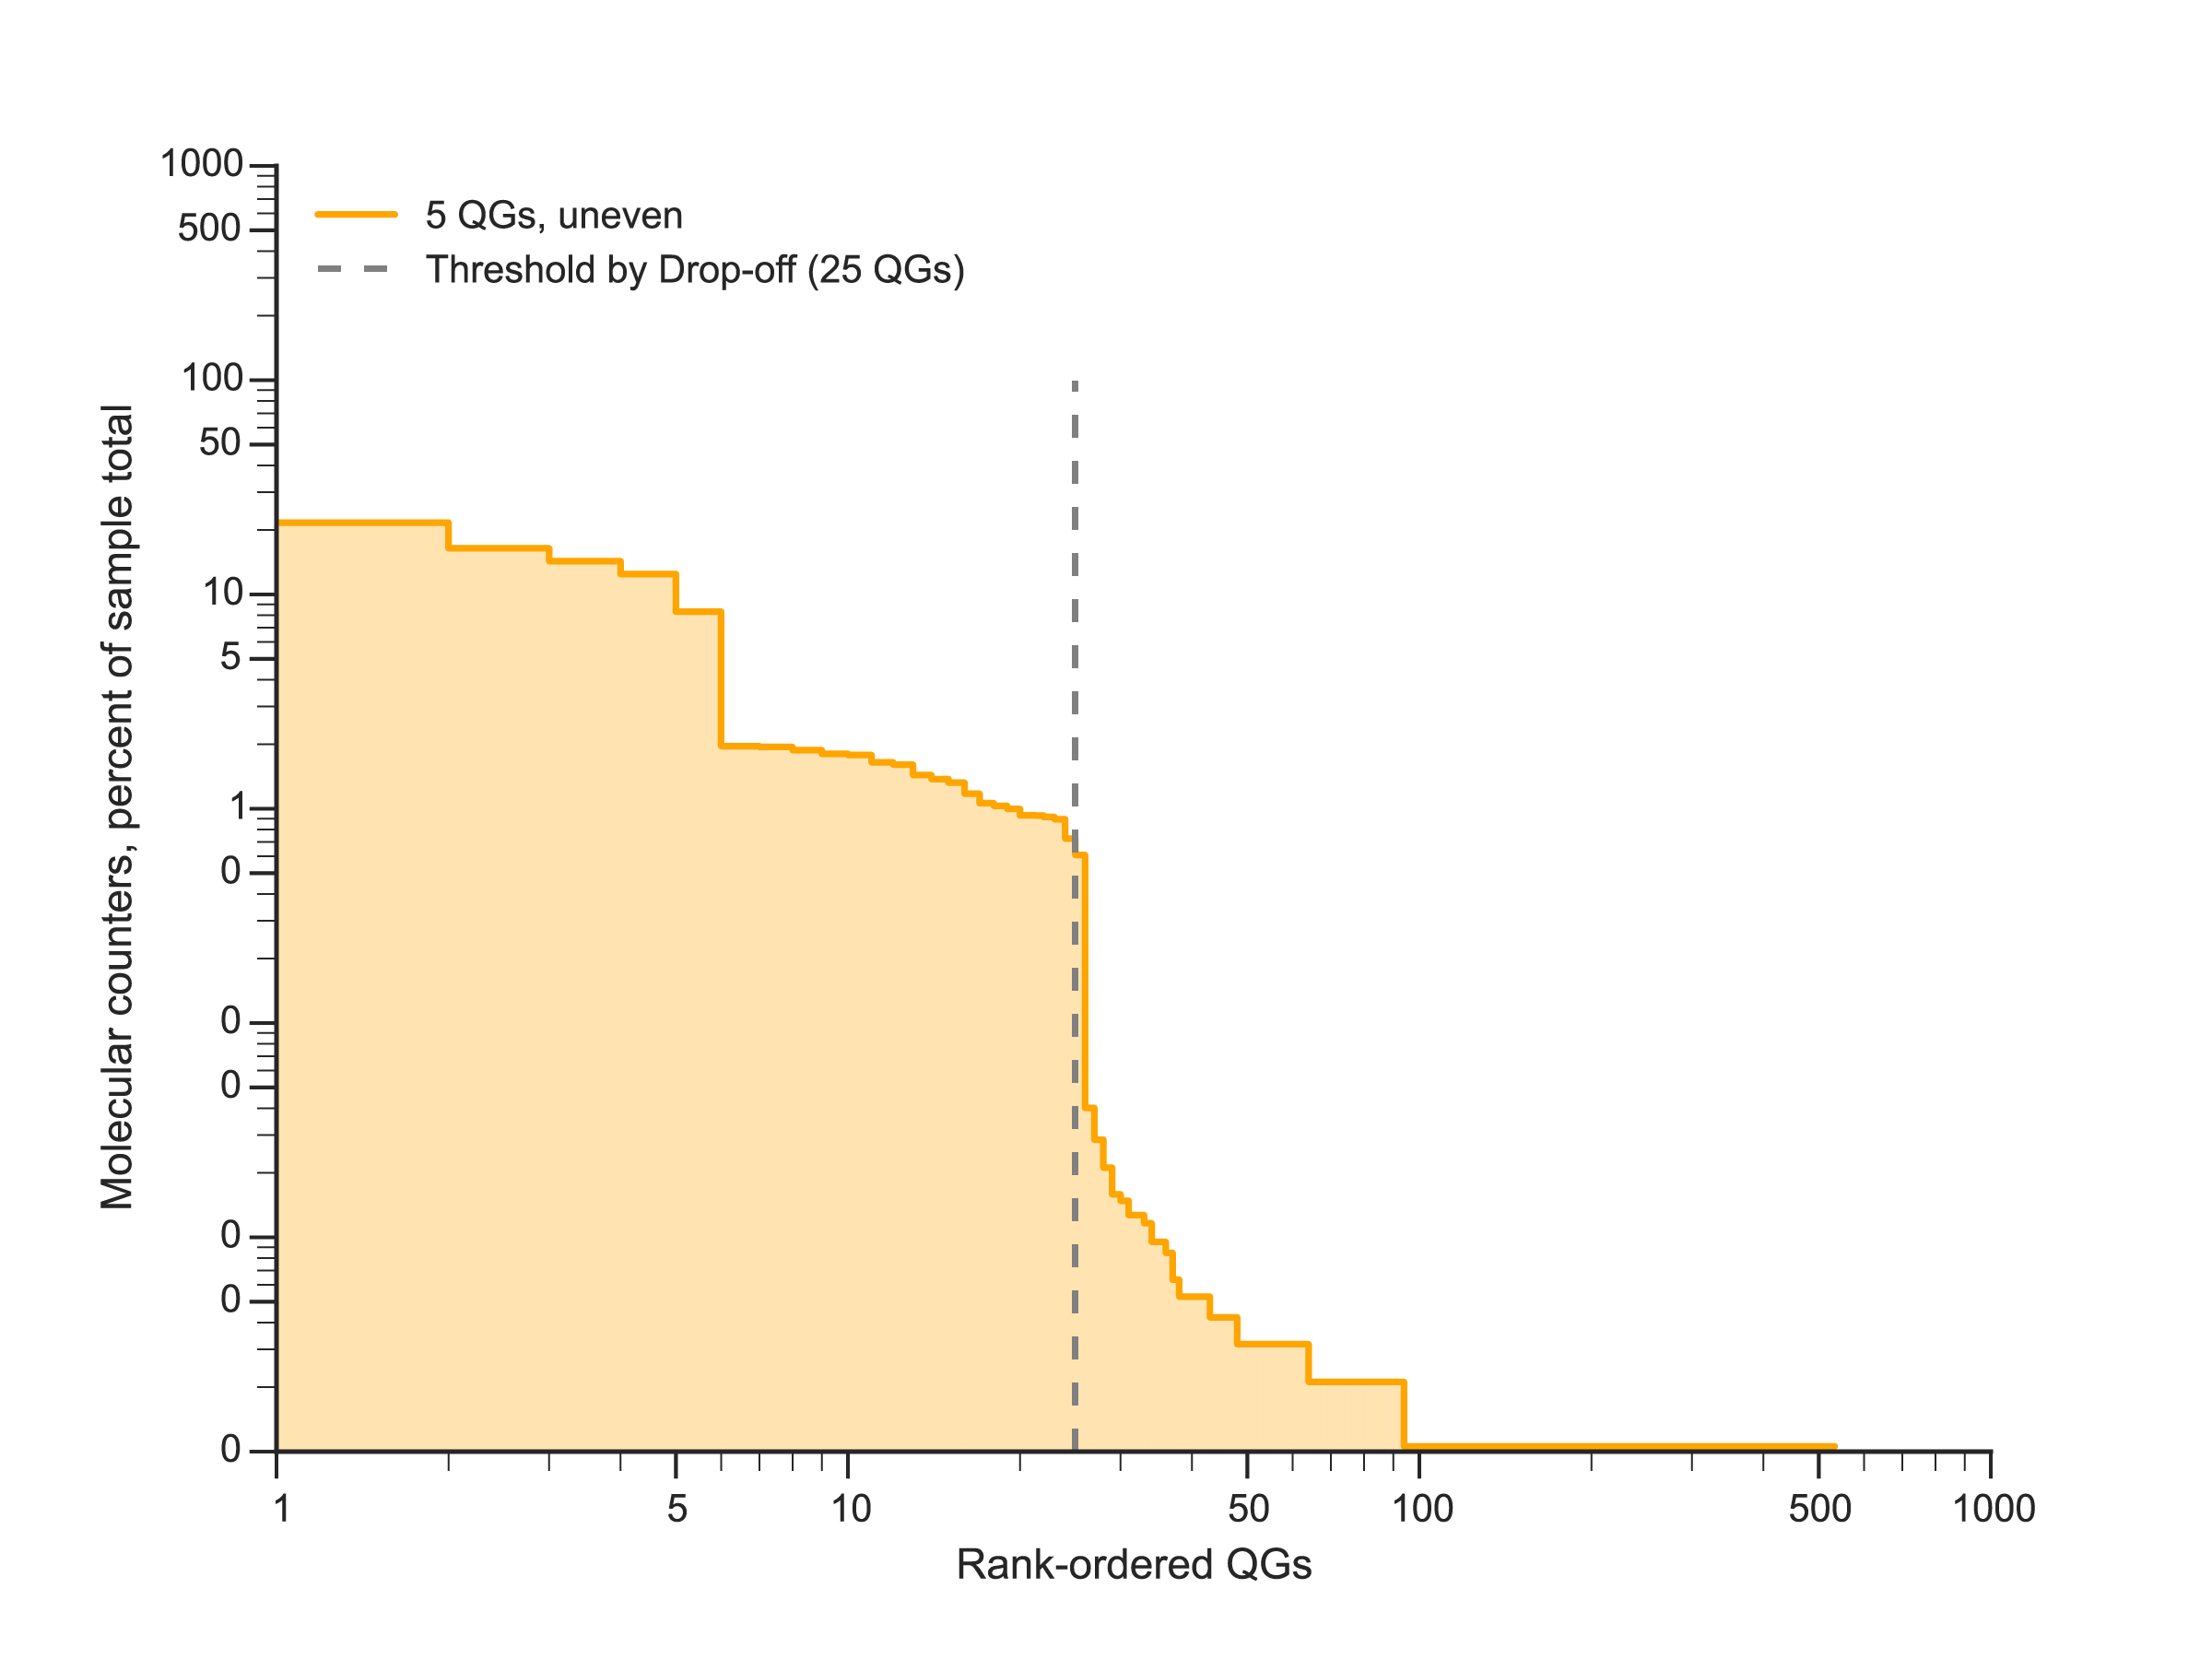 1000
500
100
50
10
5
1
0
0
0
0
0
0
Molecular counters, percent of sample total
5 QGs, uneven
Threshold by Drop-off (25 QGs)
1 5 10 50 100 500 1000
Rank-ordered QGs